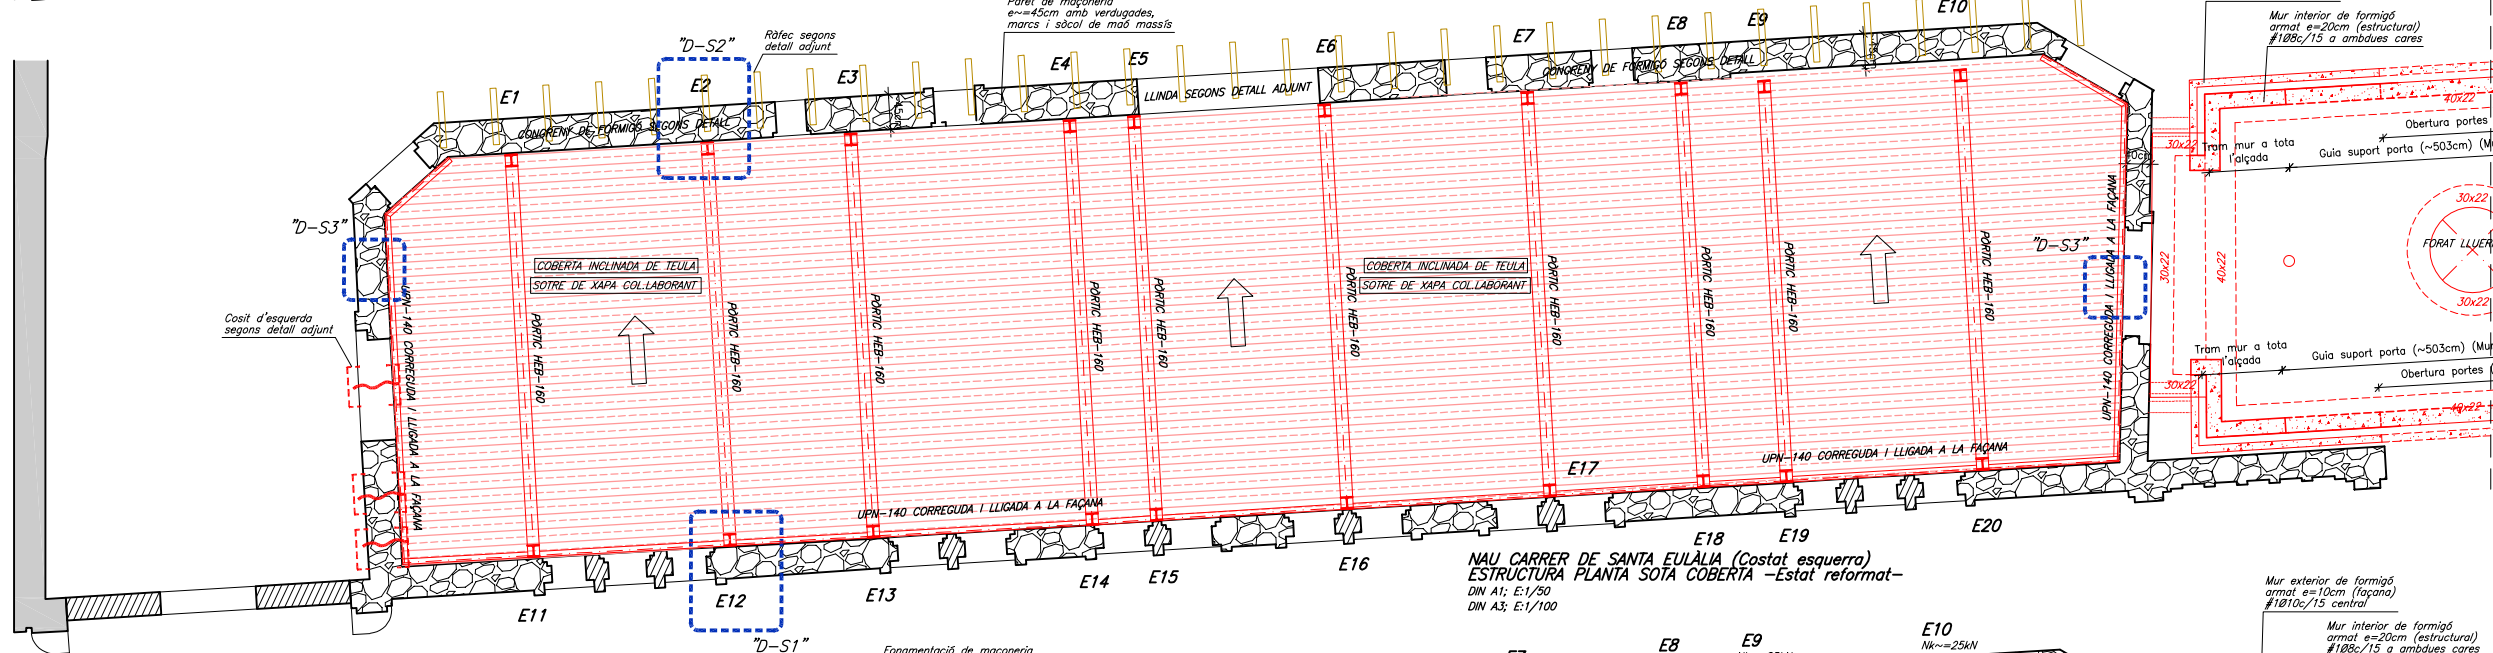 Paret de maçoneria
e~=45cm amb verdugades,
marcs i sòcol de maó massís
Ràfec segons
detall adjunt
"D-S2"
E1
E2
E3
E4
E5
E6
E7
E8
E9
E10
CONGRENY DE FORMIGÓ SEGONS DETALL
LLINDA SEGONS DETALL ADJUNT
CONGRENY DE FORMIGÓ SEGONS DETALL
Mur interior de formigó
armat e=20cm (estructural)
#1Ø8c/15 a ambdues cares
40x22
Obertura portes
30x22
Tram mur a tota
l'alçada
Guia suport porta (~503cm)
30x22
30x22
40x22
30x22
"D-S3"
"D-S3"
COBERTA INCLINADA DE TEULA
SOTRE DE XAPA COL.LABORANT
COBERTA INCLINADA DE TEULA
SOTRE DE XAPA COL.LABORANT
PÒRTIC HEB-160
PÒRTIC HEB-160
PÒRTIC HEB-160
PÒRTIC HEB-160
PÒRTIC HEB-160
PÒRTIC HEB-160
PÒRTIC HEB-160
PÒRTIC HEB-160
PÒRTIC HEB-160
PÒRTIC HEB-160
Cosit d'esquerda
segons detall adjunt
UPN-140 CORREGUDA I LLIGADA A LA FAÇANA
UPN-140 CORREGUDA I LLIGADA A LA FAÇANA
UPN-140 CORREGUDA I LLIGADA A LA FAÇANA
UPN-140 CORREGUDA I LLIGADA A LA FAÇANA
Tram mur a tota
l'alçada
Guia suport porta (~503cm)
30x22
Obertura portes
40x22
E11
E12
E13
E14
E15
E16
E17
E18
E19
E20
"D-S1"
NAU CARRER DE SANTA EULÀLIA (Costat esquerra)
ESTRUCTURA PLANTA SOTA COBERTA -Estat reformat-
DIN A1; E:1/50
DIN A3; E:1/100
Mur exterior de formigó
armat e=10cm (façana)
#1Ø10c/15 central
Mur interior de formigó
armat e=20cm (estructural)
#1Ø8c/15 a ambdues cares
Fonamentació de maçoneria
E8
E9
E10
Nk~=25kN